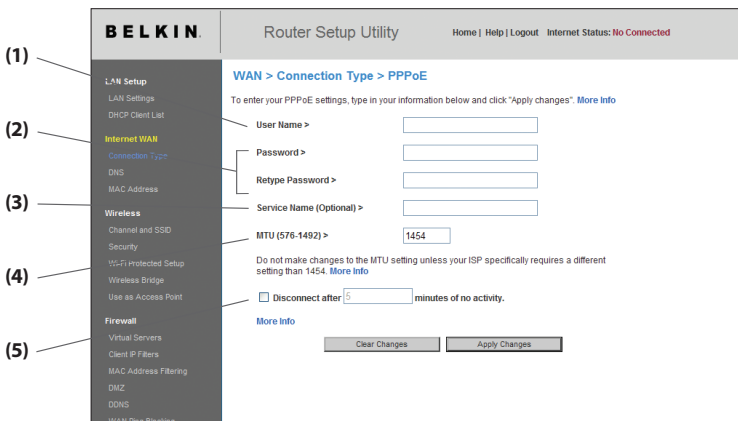 BELKIN.
Router Setup Utility
Home | Help | Logout Internet Status: No Connected
(1)
(2)
(3)
(4)
(5)
LAN Setup
LAN Settings
DHCP Client List
Internet WAN
Connection Type
DNS
MAC Address
Wireless
Channel and SSID
Security
Wi-Fi Protected Setup
Wireless Bridge
Use as Access Point
Firewall
Virtual Servers
Client IP Filters
MAC Address Filtering
DMZ
DDNS
WAN Ping Blocking
WAN > Connection Type > PPPoE
To enter your PPPoE settings, type in your information below and click "Apply changes". More Info
User Name >
Password >
Retype Password >
Service Name (Optional) >
MTU (576-1492) > 1454
Do not make changes to the MTU setting unless your ISP specifically requires a different
setting than 1454. More Info
Disconnect after 5 minutes of no activity.
More Info
Clear Changes Apply Changes